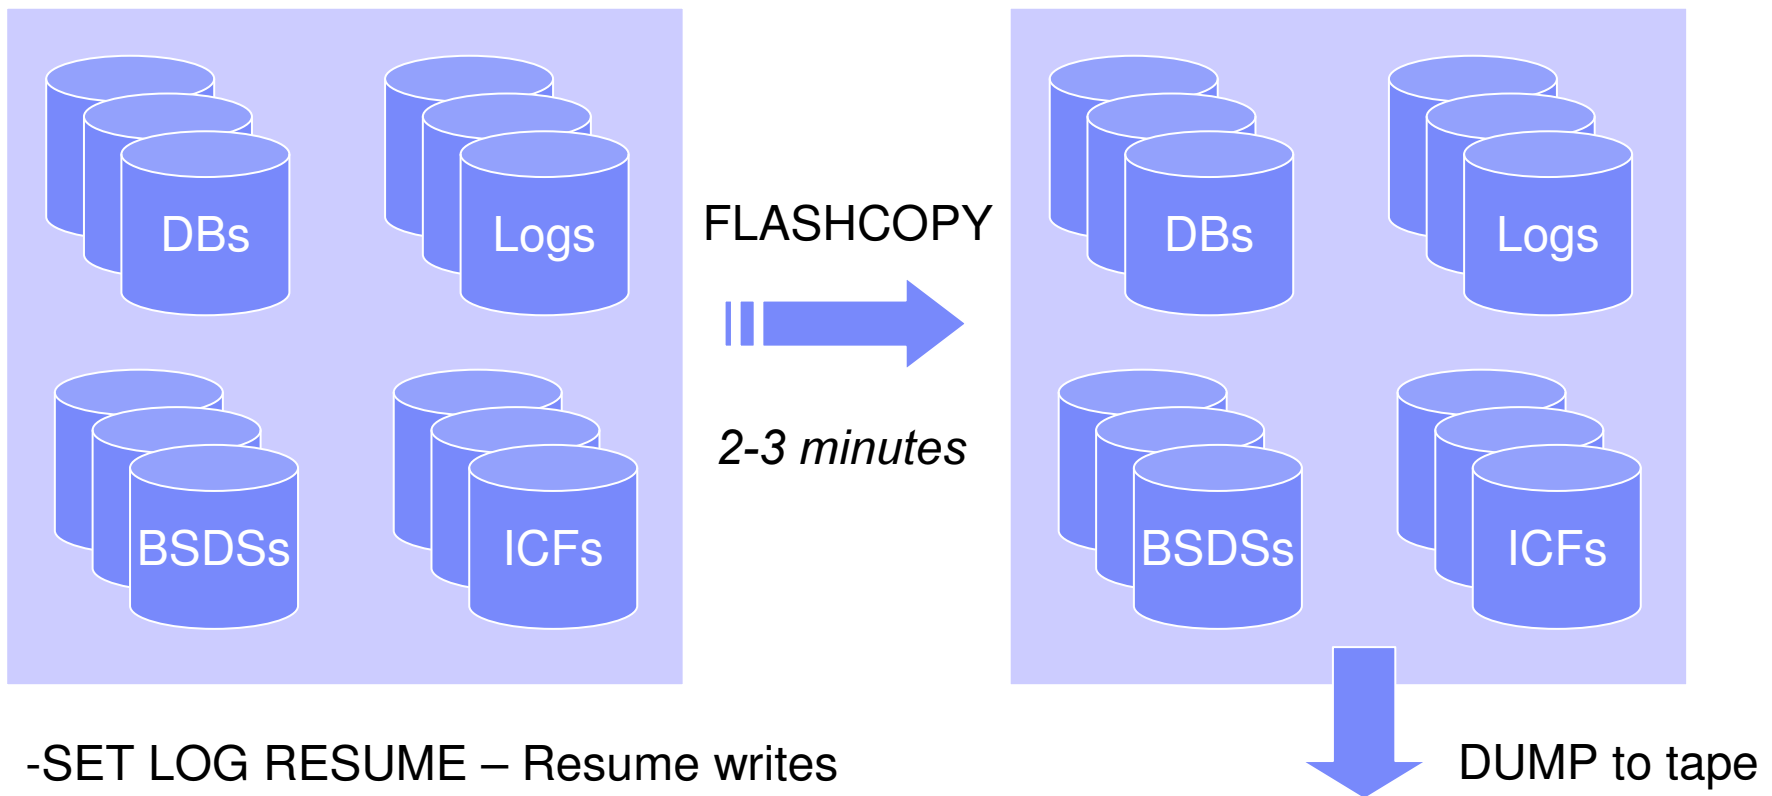 DBs
Logs
FLASHCOPY
DBs
Logs
2-3 minutes
BSDSs
ICFs
BSDSs
ICFs
-SET LOG RESUME – Resume writes
DUMP to tape